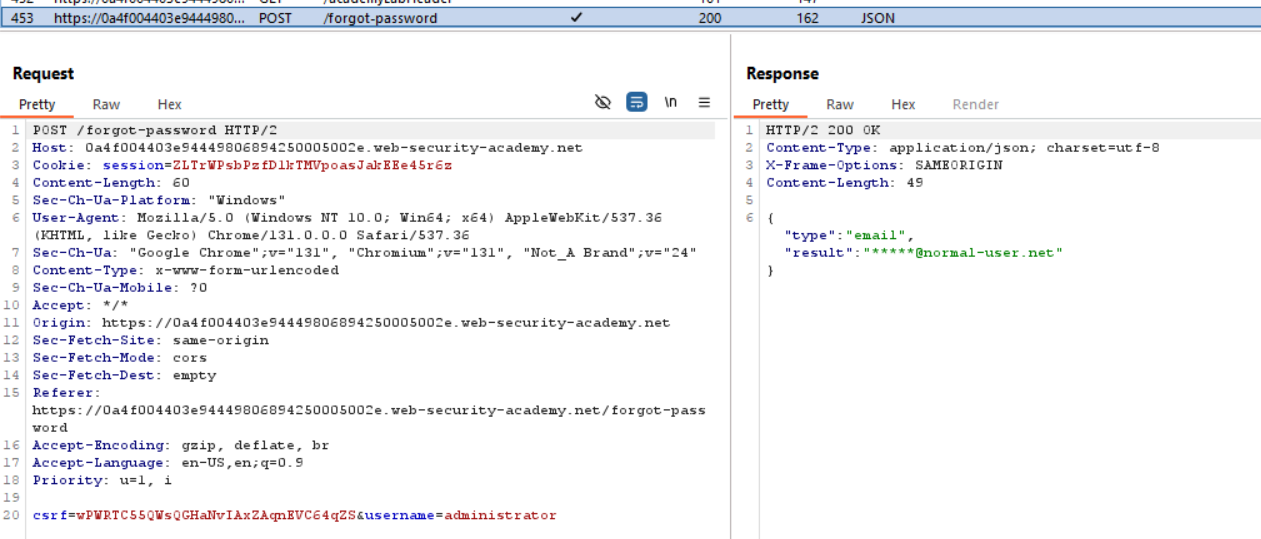 453 https://0a4f004403e9444980... POST /forgot-password ✓ 200 162 JSON
Request
Pretty Raw Hex
\n
1 POST /forgot-password HTTP/2
2 Host: 0a4f004403e94449806894250005002e.web-security-academy.net
3 Cookie: session=ZLTrWPsbPzfDlkTMVpoasJakEEe45r6z
4 Content-Length: 60
5 Sec-Ch-Ua-Platform: "Windows"
6 User-Agent: Mozilla/5.0 (Windows NT 10.0; Win64; x64) AppleWebKit/537.36
(KHTML, like Gecko) Chrome/131.0.0.0 Safari/537.36
7 Sec-Ch-Ua: "Google Chrome";v="131", "Chromium";v="131", "Not_A Brand";v="24"
8 Content-Type: x-www-form-urlencoded
9 Sec-Ch-Ua-Mobile: ?0
10 Accept: */*
11 Origin: https://0a4f004403e94449806894250005002e.web-security-academy.net
12 Sec-Fetch-Site: same-origin
13 Sec-Fetch-Mode: cors
14 Sec-Fetch-Dest: empty
15 Referer:
https://0a4f004403e94449806894250005002e.web-security-academy.net/forgot-pass
word
16 Accept-Encoding: gzip, deflate, br
17 Accept-Language: en-US,en;q=0.9
18 Priority: u=1, i
19
20 csrf=wPWRTC55QWsQGHaNvIAxZAqnEVC64qZS&username=administrator
Response
Pretty Raw Hex Render
1 HTTP/2 200 OK
2 Content-Type: application/json; charset=utf-8
3 X-Frame-Options: SAMEORIGIN
4 Content-Length: 49
5
6 {
"type":"email",
"result":"*****@normal-user.net"
}